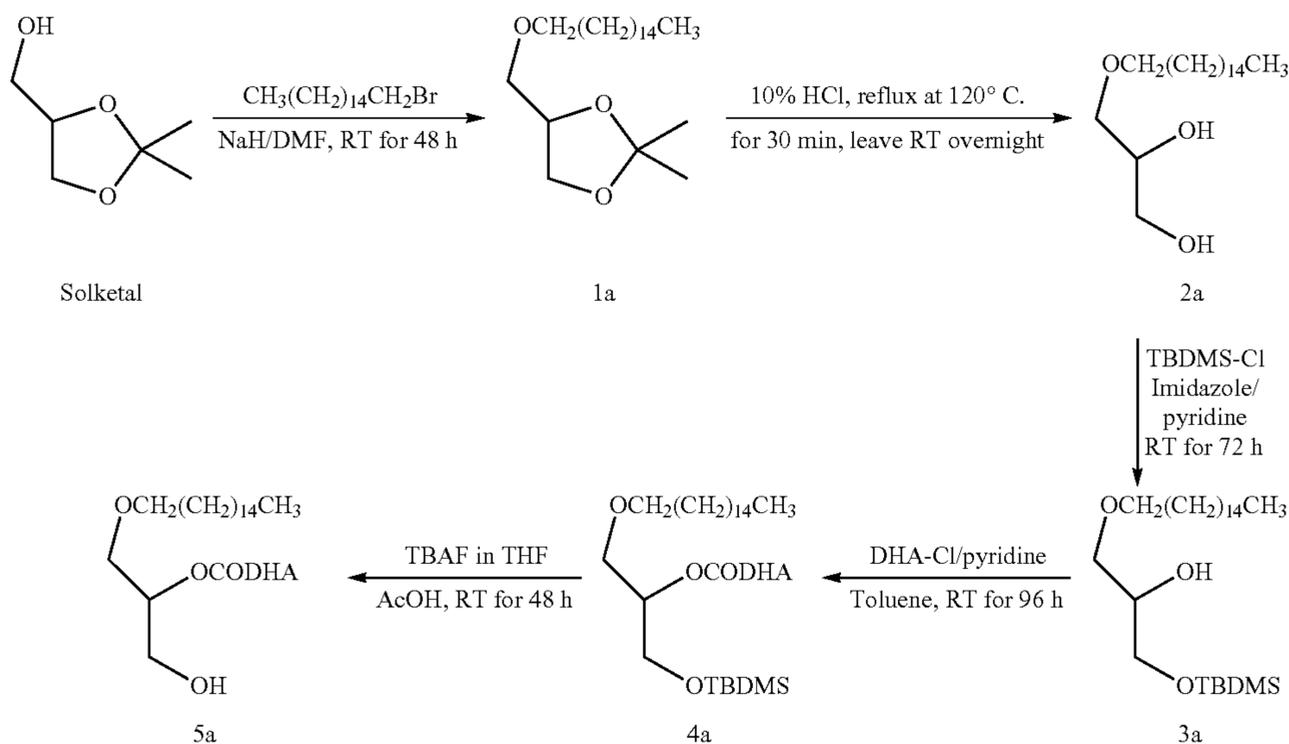 OH
O
O
Solketal
CH₃(CH₂)₁₄CH₂Br
NaH/DMF, RT for 48 h
OCH₂(CH₂)₁₄CH₃
O
O
1a
10% HCl, reflux at 120° C.
for 30 min, leave RT overnight
OCH₂(CH₂)₁₄CH₃
OH
OH
2a
TBDMS-Cl
Imidazole/
pyridine
RT for 72 h
OCH₂(CH₂)₁₄CH₃
OH
OTBDMS
3a
DHA-Cl/pyridine
Toluene, RT for 96 h
OCH₂(CH₂)₁₄CH₃
OCODHA
OTBDMS
4a
TBAF in THF
AcOH, RT for 48 h
OCH₂(CH₂)₁₄CH₃
OCODHA
OH
5a